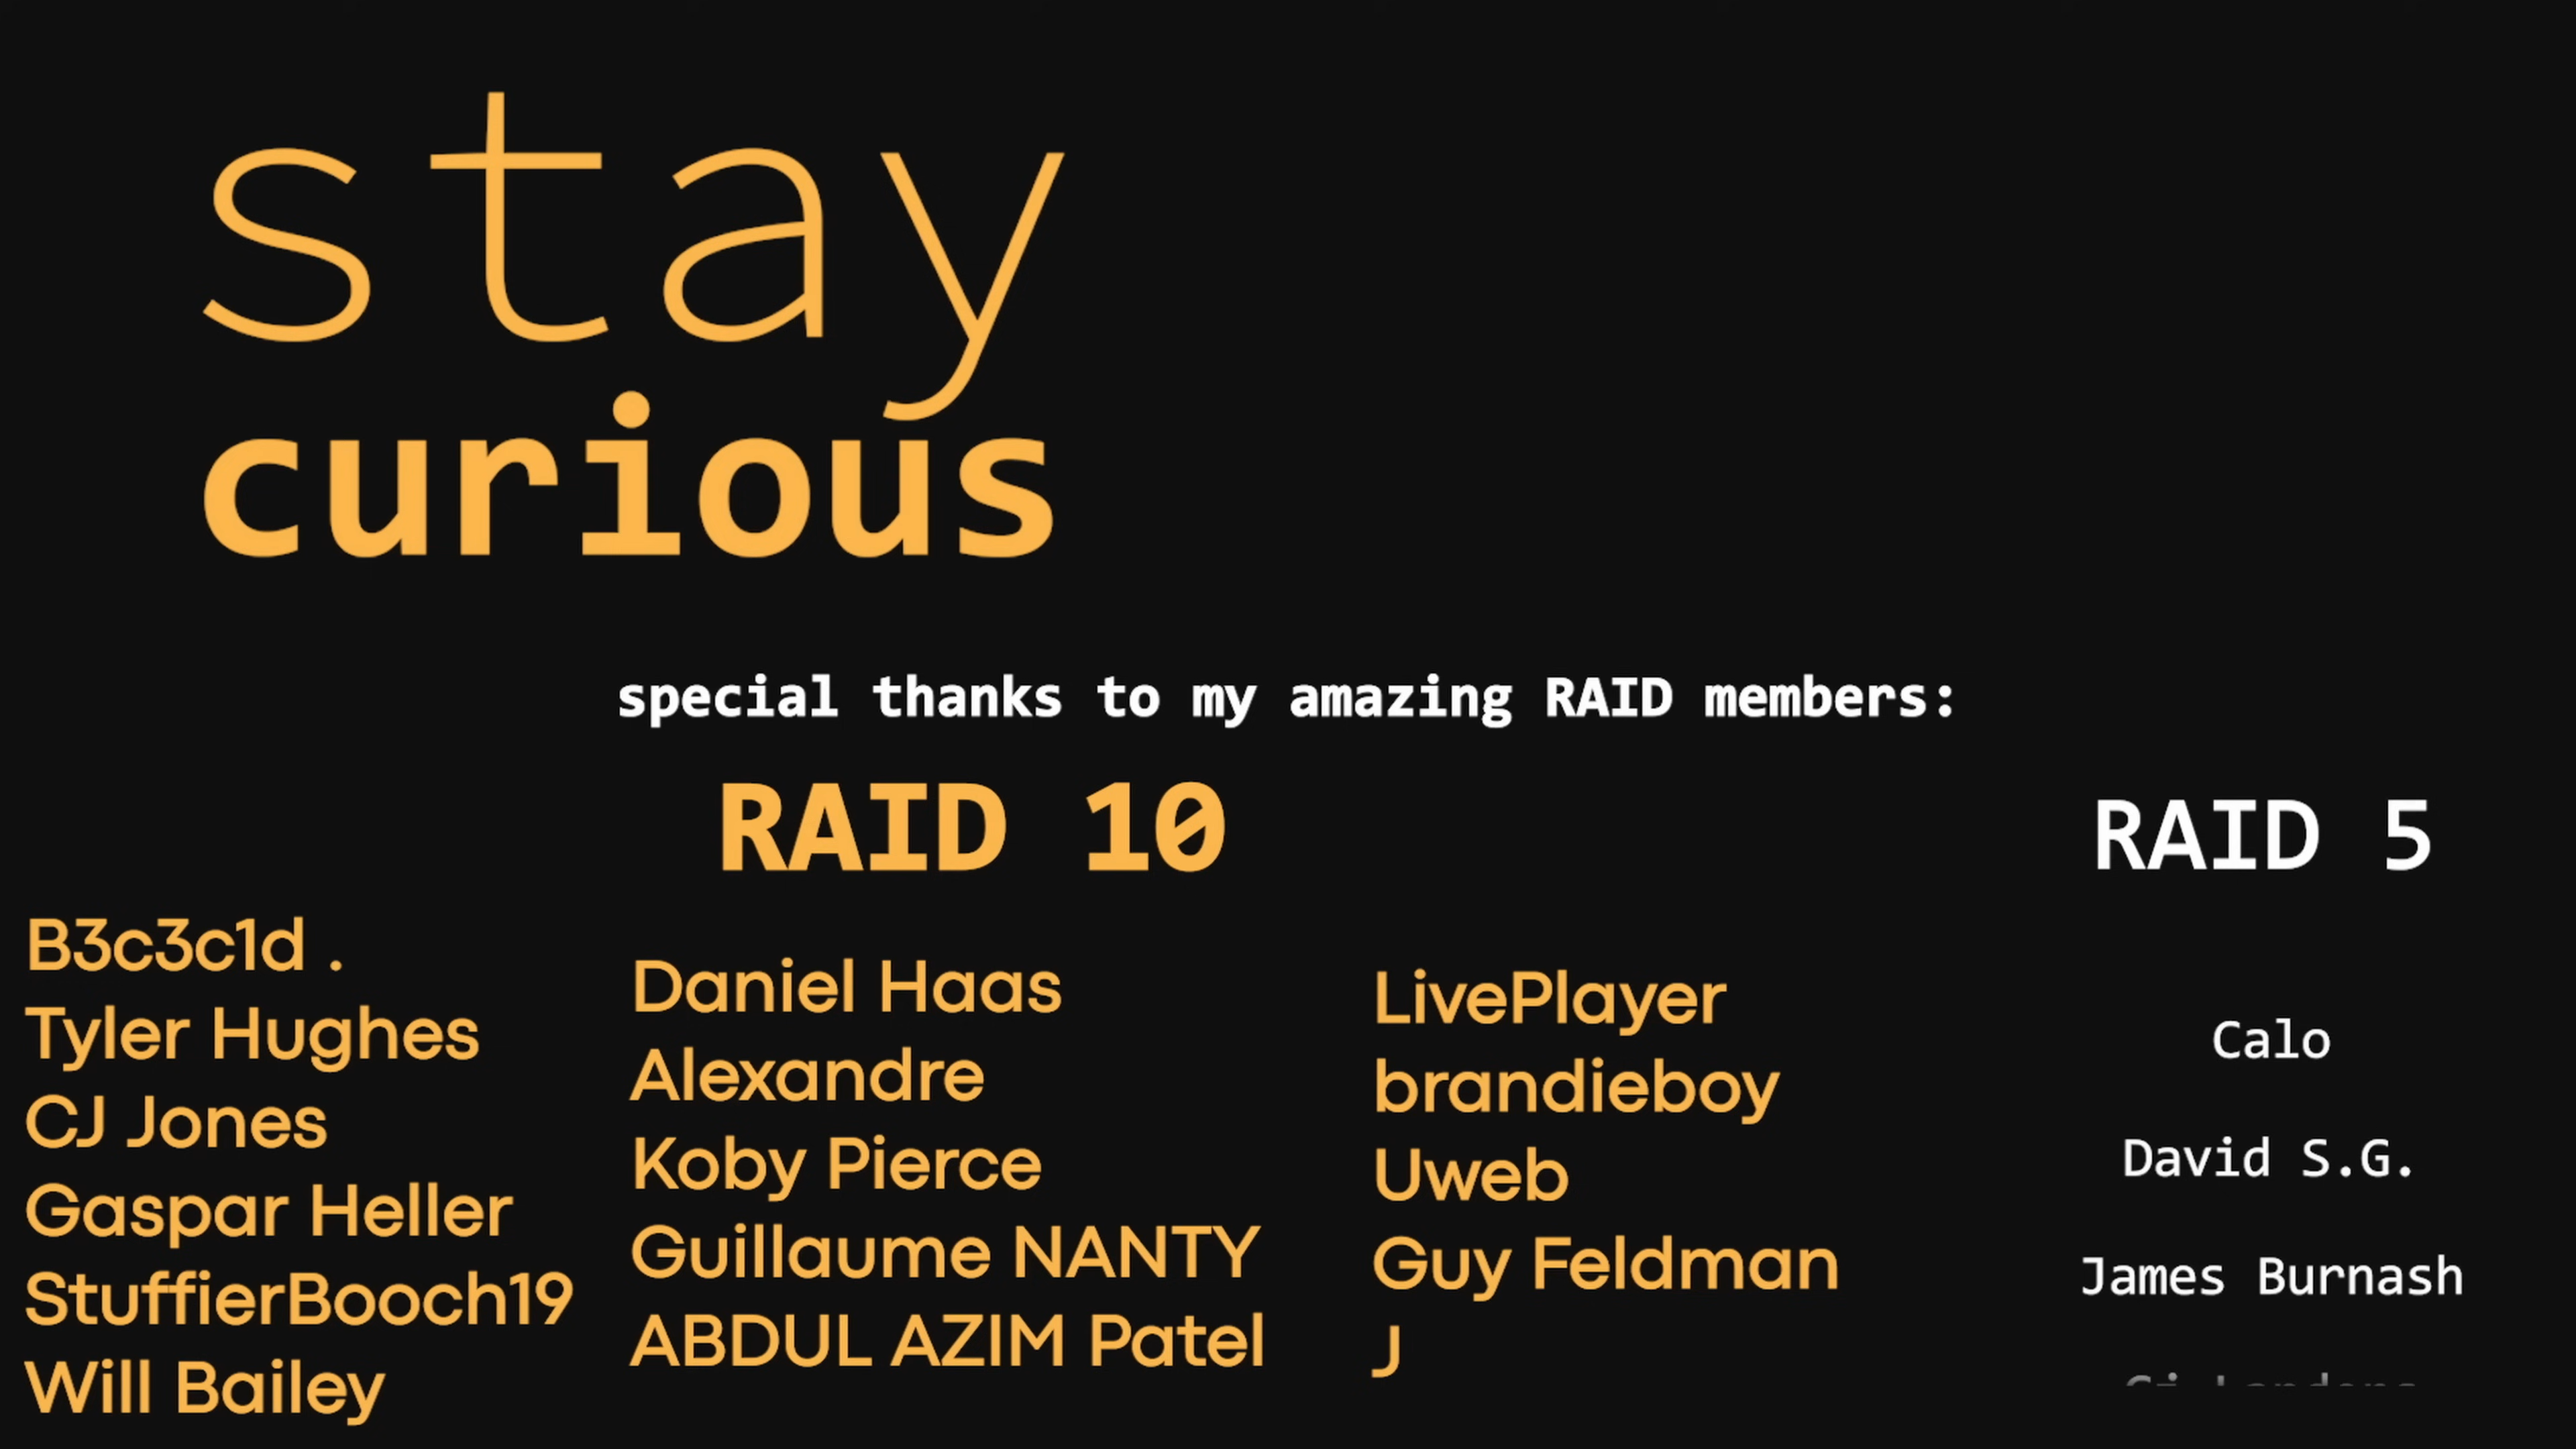 stay
curious
special thanks to my amazing RAID members:
RAID 10
B3c3c1d .
Tyler Hughes
CJ Jones
Gaspar Heller
StuffierBooch19
Will Bailey
Daniel Haas
Alexandre
Koby Pierce
Guillaume NANTY
ABDUL AZIM Patel
LivePlayer
brandieboy
Uweb
Guy Feldman
J
RAID 5
Calo
David S.G.
James Burnash